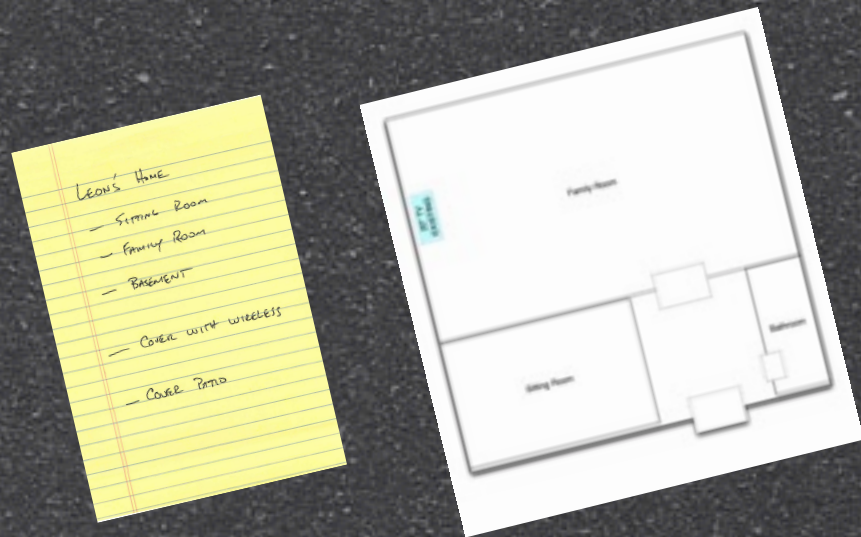 LEON'S HOME
– SITTING ROOM
– FAMILY ROOM
– BASEMENT
– COVER WITH WIRELESS
– COVER PATIO
Family Room
Sitting Room
Bathroom